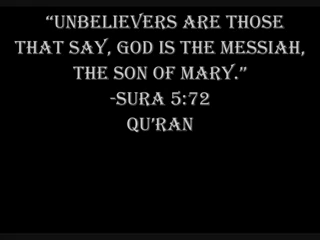 “UNBELIEVERS ARE THOSE
THAT SAY, GOD IS THE MESSIAH,
THE SON OF MARY.”
-SURA 5:72
QU’RAN